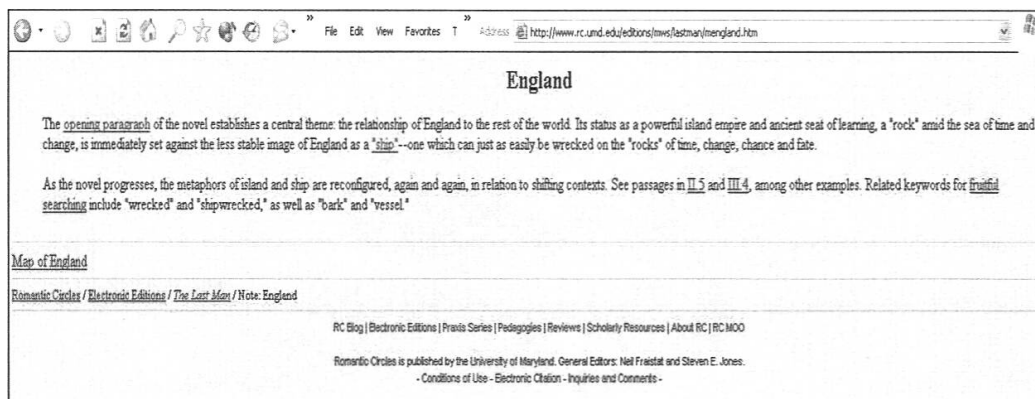 »
»
File Edit View Favorites T Address http://www.rc.umd.edu/editions/mws/lastman/mengland.htm
England
The opening paragraph of the novel establishes a central theme: the relationship of England to the rest of the world. Its status as a powerful island empire and ancient seat of learning, a "rock" amid the sea of time and
change, is immediately set against the less stable image of England as a "ship"--one which can just as easily be wrecked on the "rocks" of time, change, chance and fate.
As the novel progresses, the metaphors of island and ship are reconfigured, again and again, in relation to shifting contexts. See passages in II.5 and III.4, among other examples. Related keywords for fruitful
searching include "wrecked" and "shipwrecked," as well as "bark" and "vessel."
Map of England
Romantic Circles / Electronic Editions / The Last Man / Note: England
RC Blog | Electronic Editions | Praxis Series | Pedagogies | Reviews | Scholarly Resources | About RC | RC MOO
Romantic Circles is published by the University of Maryland. General Editors: Neil Fraistat and Steven E. Jones.
- Conditions of Use - Electronic Citation - Inquiries and Comments -